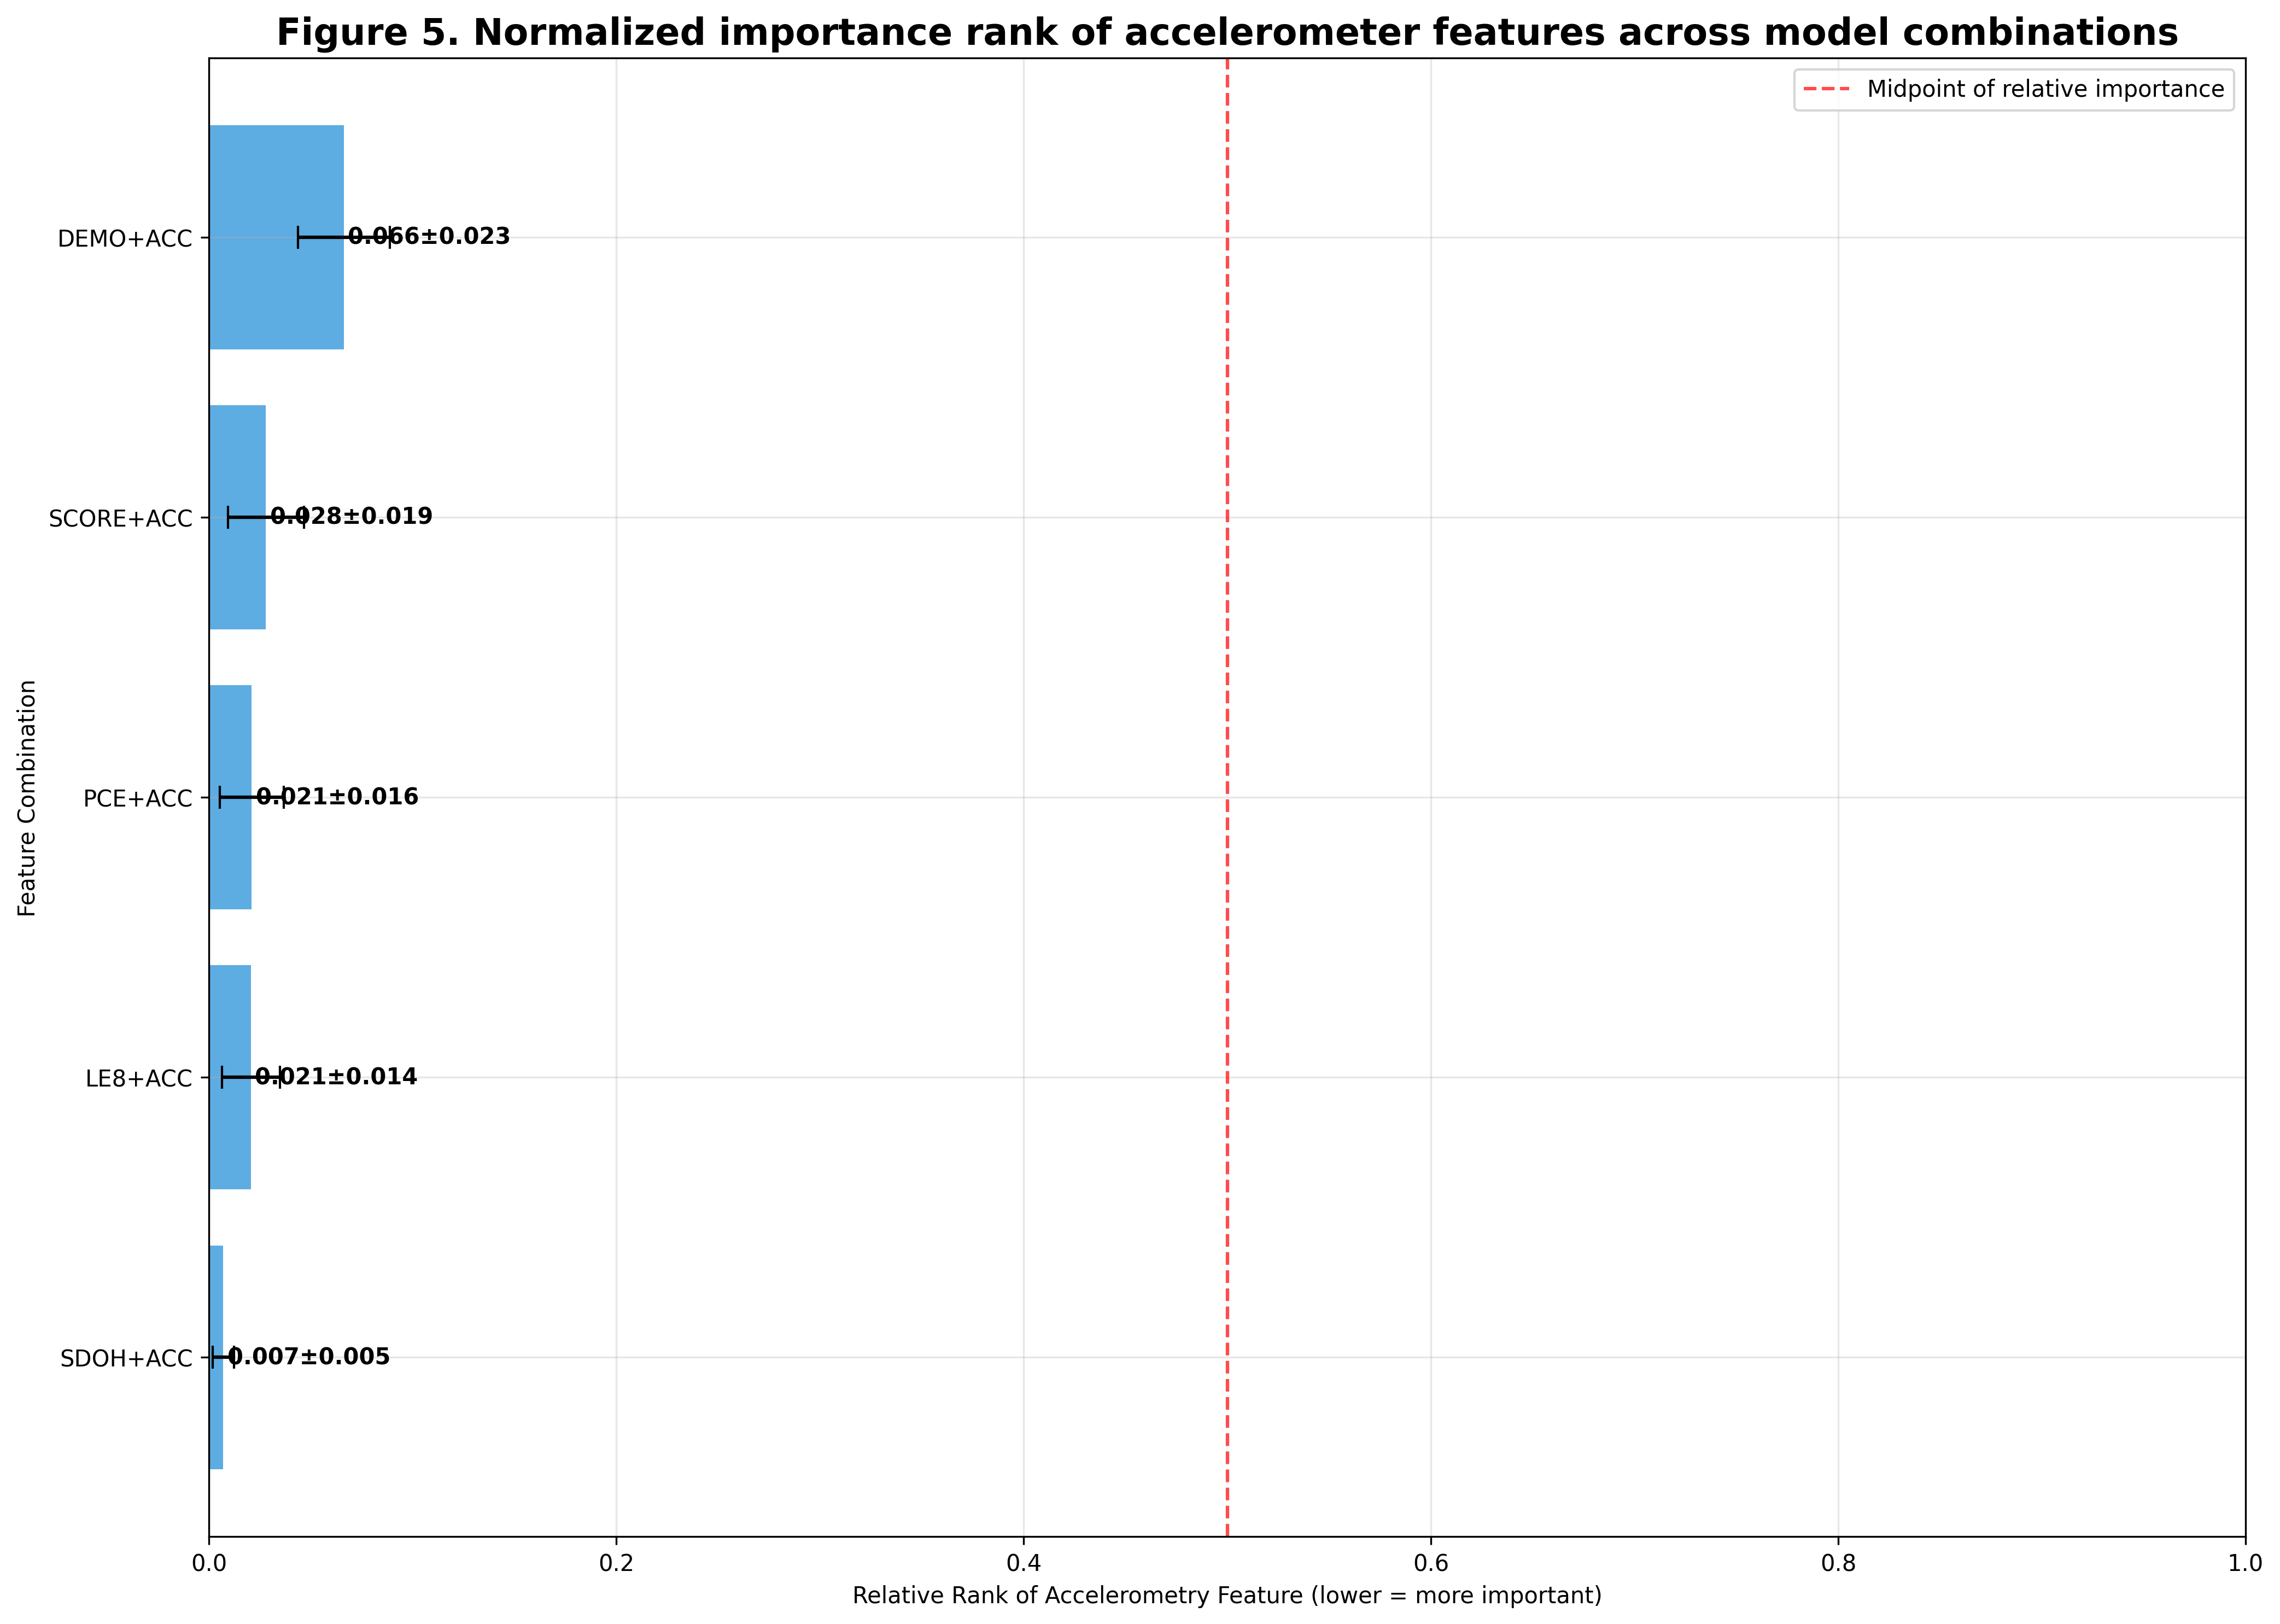 Figure 5. Normalized importance rank of accelerometer features across model combinations
Midpoint of relative importance
DEMO+ACC
0.066±0.023
SCORE+ACC
0.028±0.019
PCE+ACC
0.021±0.016
LE8+ACC
0.021±0.014
SDOH+ACC
0.007±0.005
Feature Combination
0.0 0.2 0.4 0.6 0.8 1.0
Relative Rank of Accelerometry Feature (lower = more important)